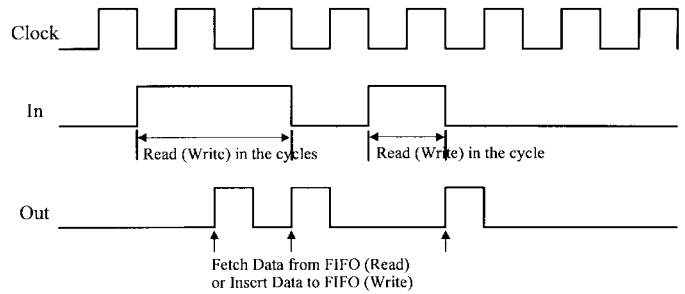 Clock
In
Read (Write) in the cycles
Read (Write) in the cycle
Out
Fetch Data from FIFO (Read)
or Insert Data to FIFO (Write)